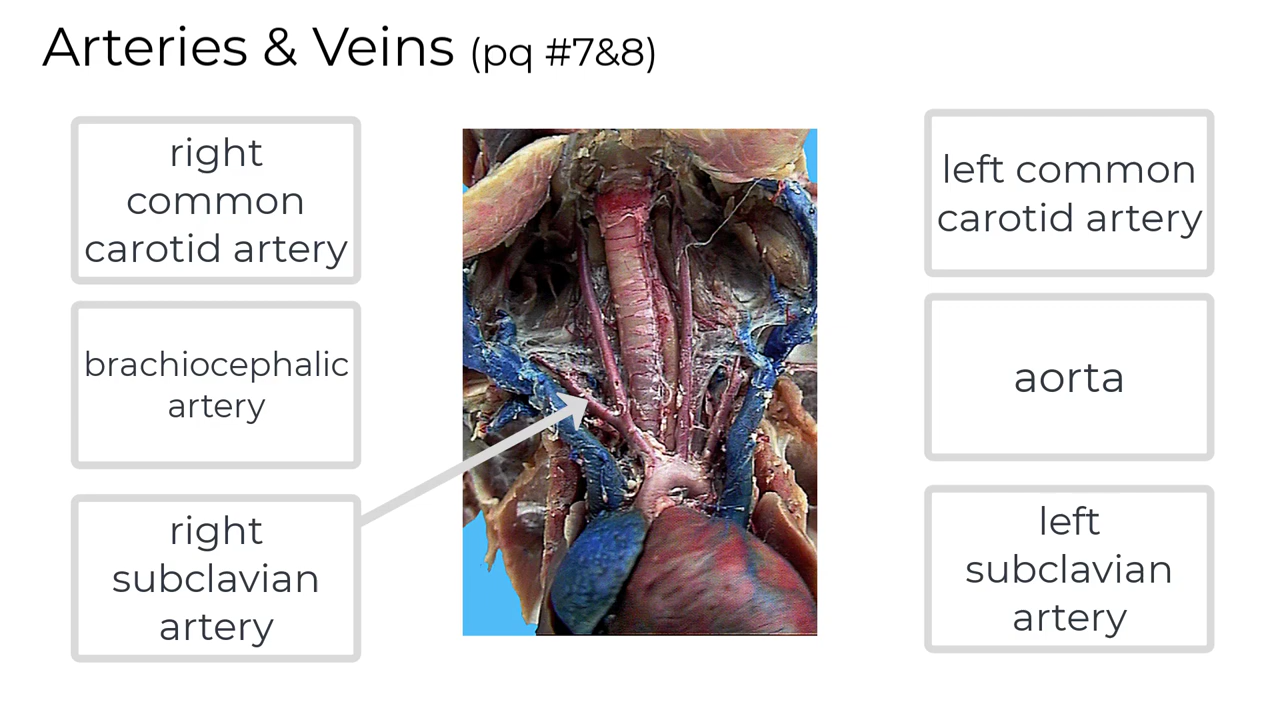 Arteries & Veins (pq #7&8)
right
common
carotid artery
brachiocephalic
artery
right
subclavian
artery
left common
carotid artery
aorta
left
subclavian
artery